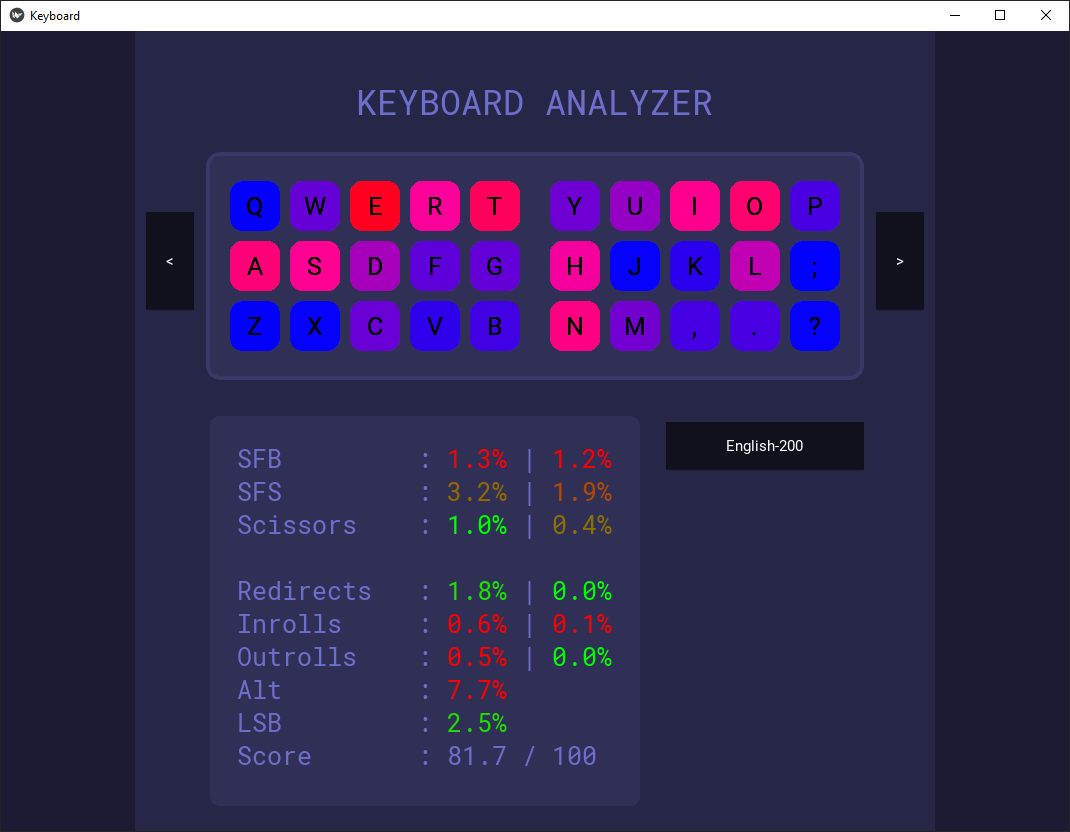 Keyboard
KEYBOARD ANALYZER
Q W E R T Y U I O P
< A S D F G H J K L ; >
Z X C V B N M , . ?
SFB : 1.3% | 1.2%
English-200
SFS : 3.2% | 1.9%
Scissors : 1.0% | 0.4%
Redirects : 1.8% | 0.0%
Inrolls : 0.6% | 0.1%
Outrolls : 0.5% | 0.0%
Alt : 7.7%
LSB : 2.5%
Score : 81.7 / 100